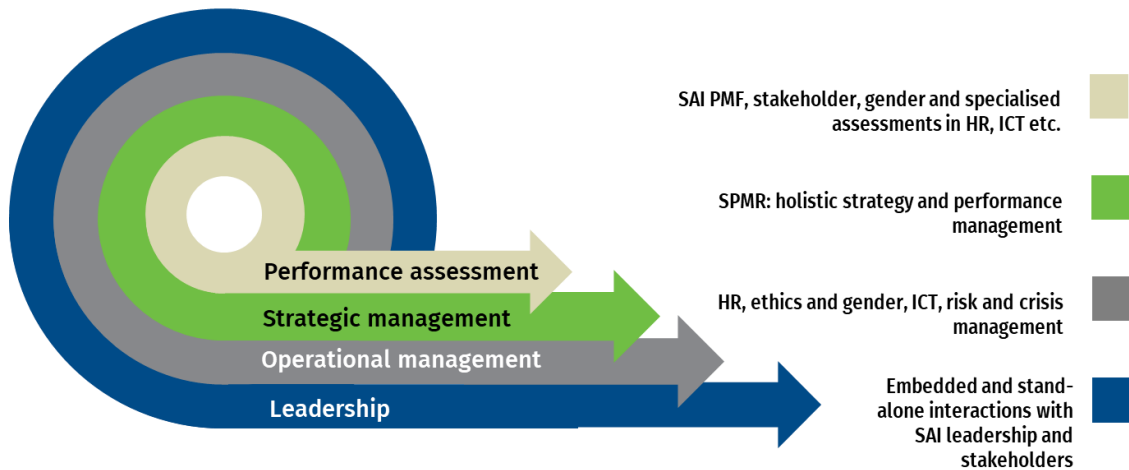 Performance assessment
Strategic management
Operational management
Leadership
SAI PMF, stakeholder, gender and specialised
assessments in HR, ICT etc.
SPMR: holistic strategy and performance
management
HR, ethics and gender, ICT, risk and crisis
management
Embedded and stand-
alone interactions with
SAI leadership and
stakeholders